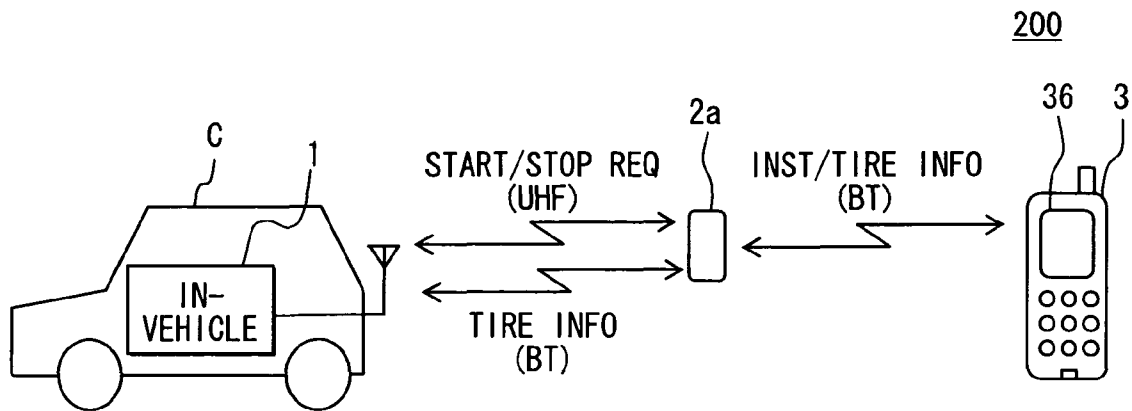 200
36
3
2a
C
1
START/STOP REQ
(UHF)
INST/TIRE INFO
(BT)
IN-
VEHICLE
TIRE INFO
(BT)